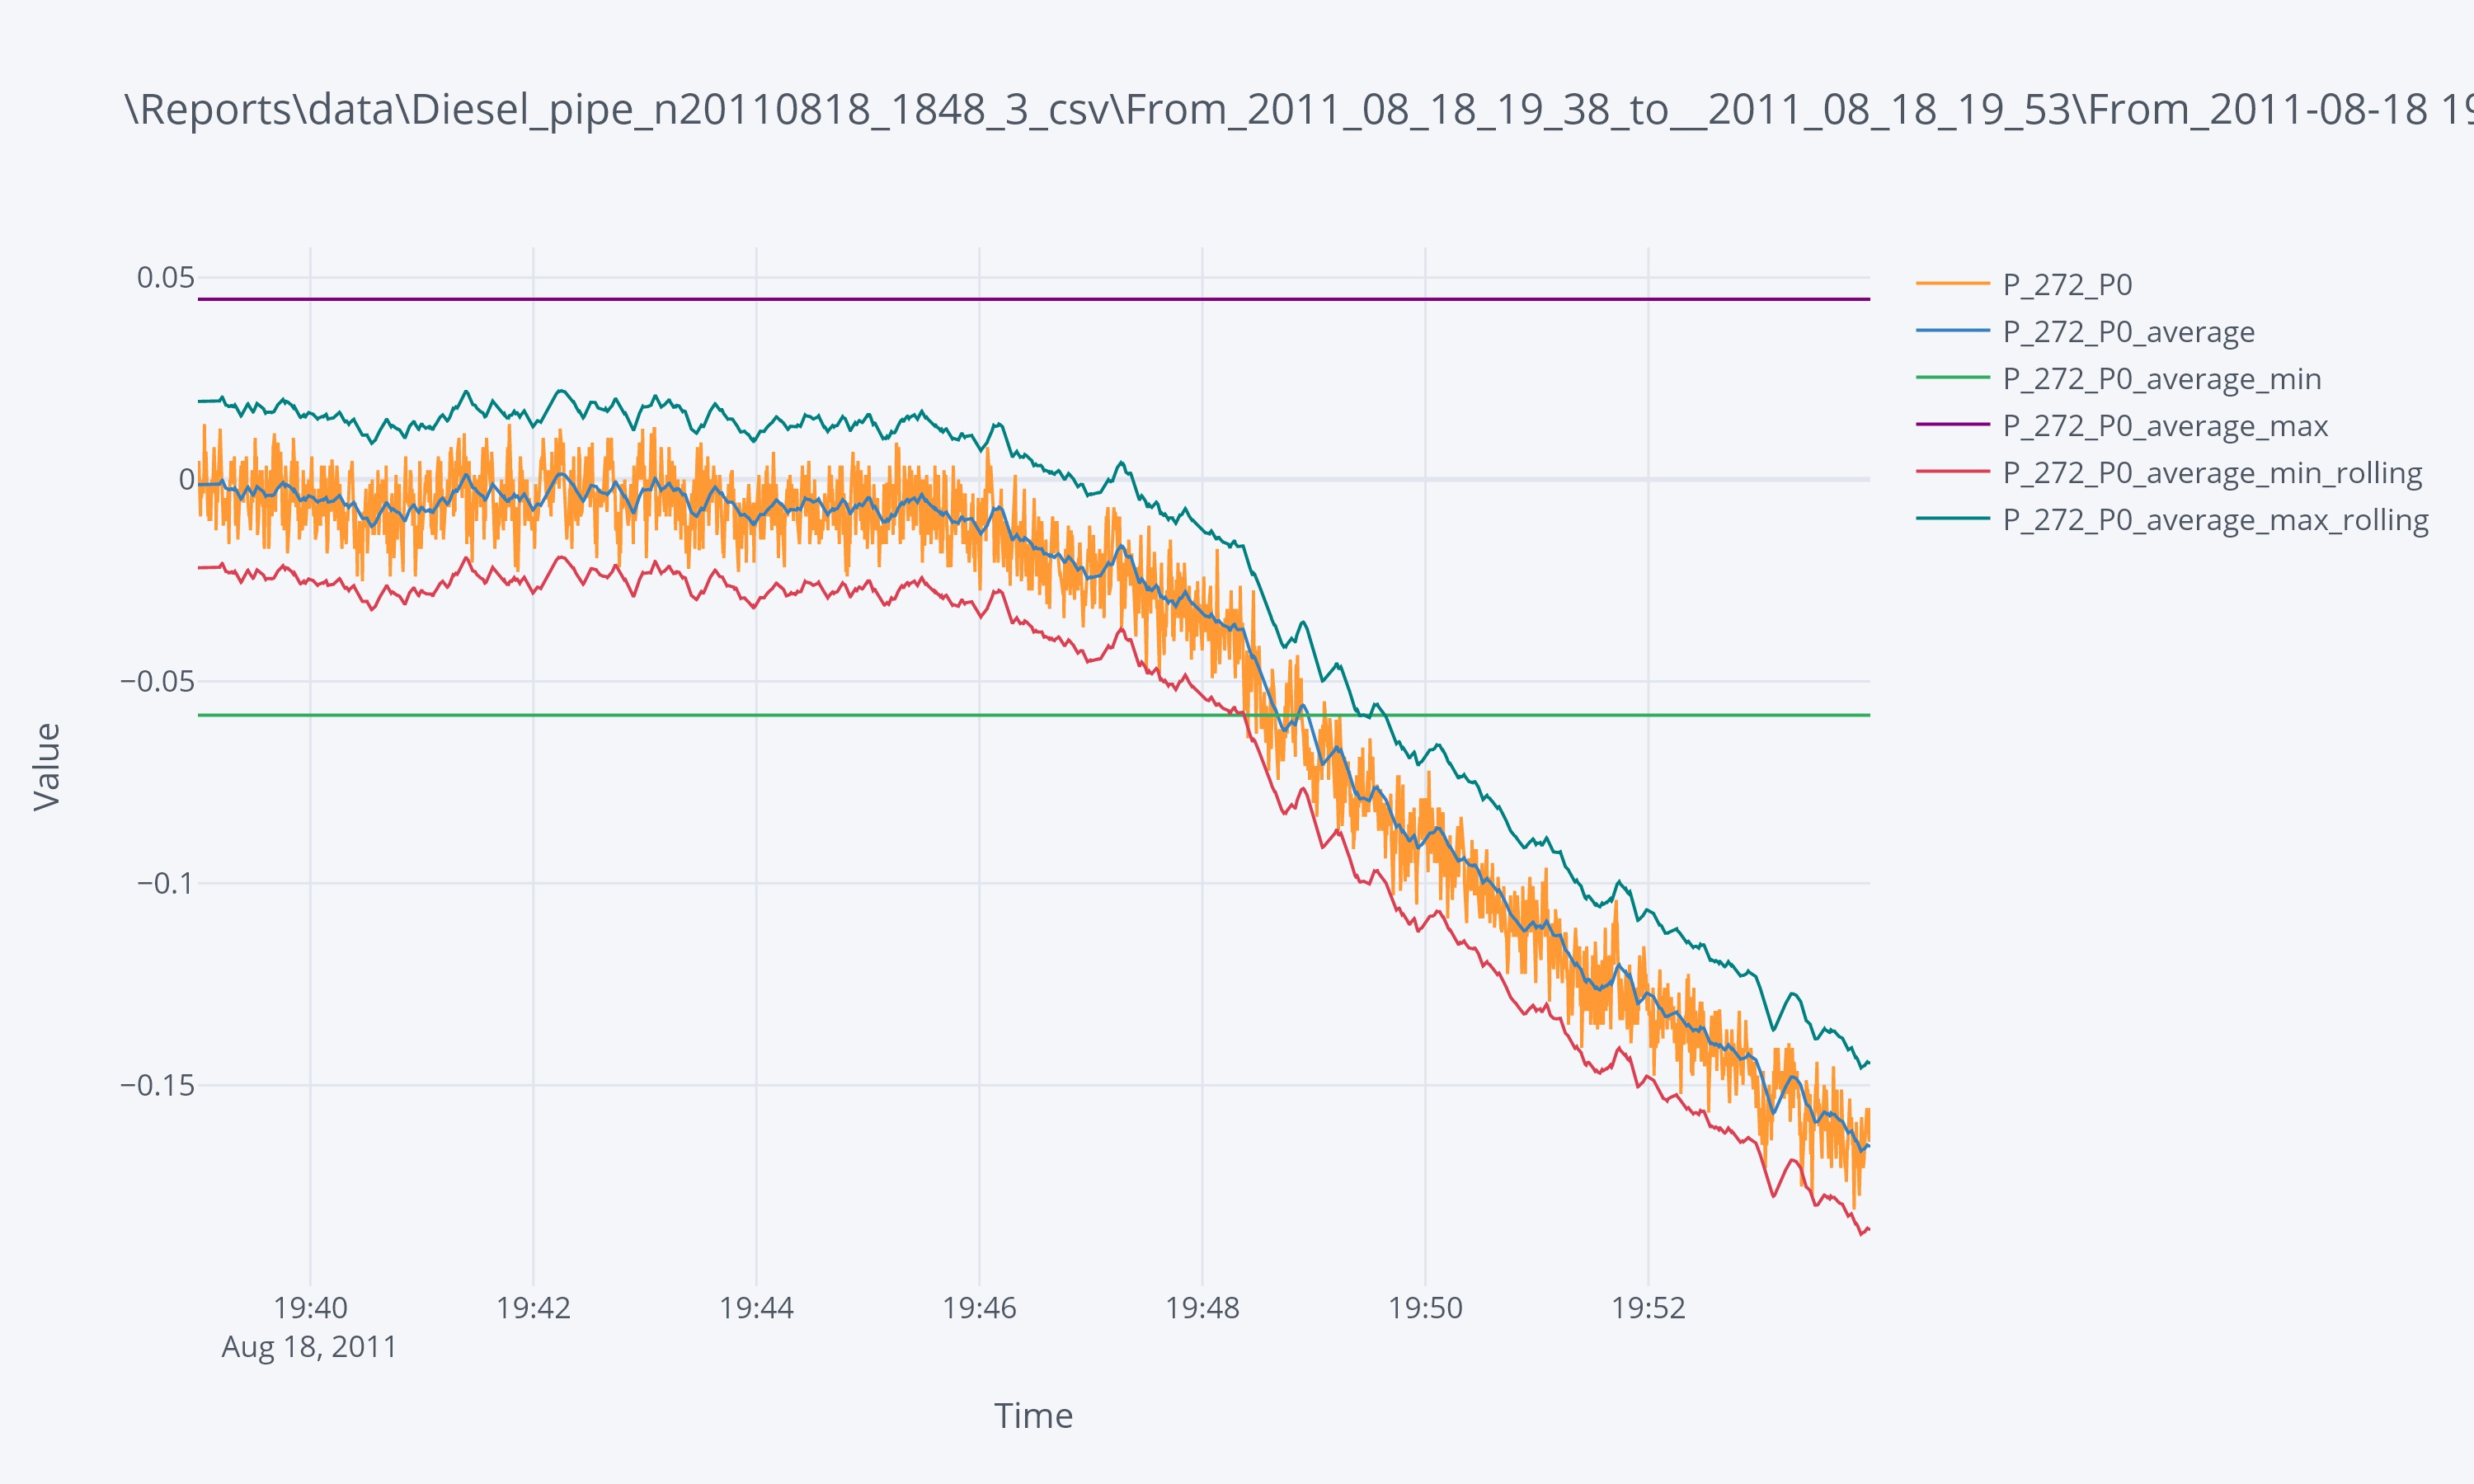 \Reports\data\Diesel_pipe_n20110818_1848_3_csv\From_2011_08_18_19_38_to__2011_08_18_19_53\From_2011-08-18 19
0.05
0
−0.05
−0.1
−0.15
Value
19:40
Aug 18, 2011
19:42
19:44
19:46
19:48
19:50
19:52
Time
P_272_P0
P_272_P0_average
P_272_P0_average_min
P_272_P0_average_max
P_272_P0_average_min_rolling
P_272_P0_average_max_rolling